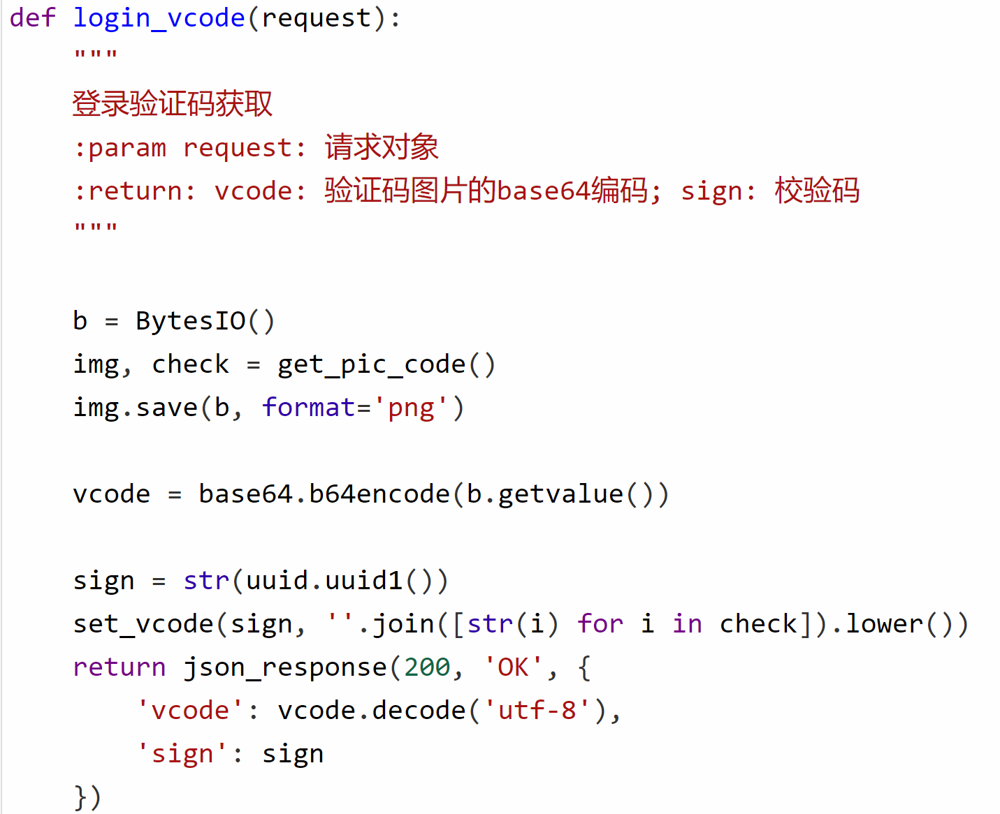 def login_vcode(request):
    """
    登录验证码获取
    :param request: 请求对象
    :return: vcode: 验证码图片的base64编码; sign: 校验码
    """
    b = BytesIO()
    img, check = get_pic_code()
    img.save(b, format='png')
    vcode = base64.b64encode(b.getvalue())
    sign = str(uuid.uuid1())
    set_vcode(sign, ''.join([str(i) for i in check]).lower())
    return json_response(200, 'OK', {
        'vcode': vcode.decode('utf-8'),
        'sign': sign
    })